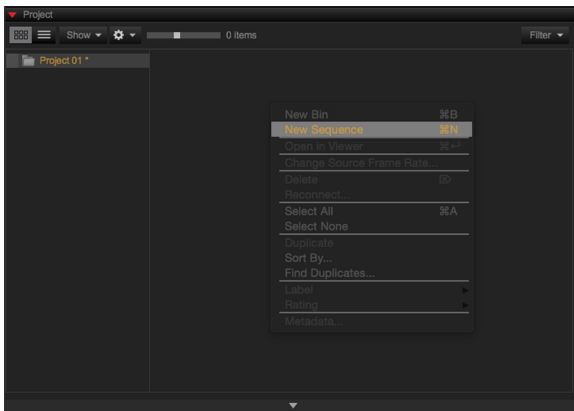 Project
Show 0 items Filter
Project 01 *
New Bin ⌘B
New Sequence ⌘N
Open in Viewer ⌘↩
Change Source Frame Rate...
Delete ⌦
Reconnect...
Select All ⌘A
Select None
Duplicate
Sort By...
Find Duplicates...
Label
Rating
Metadata...